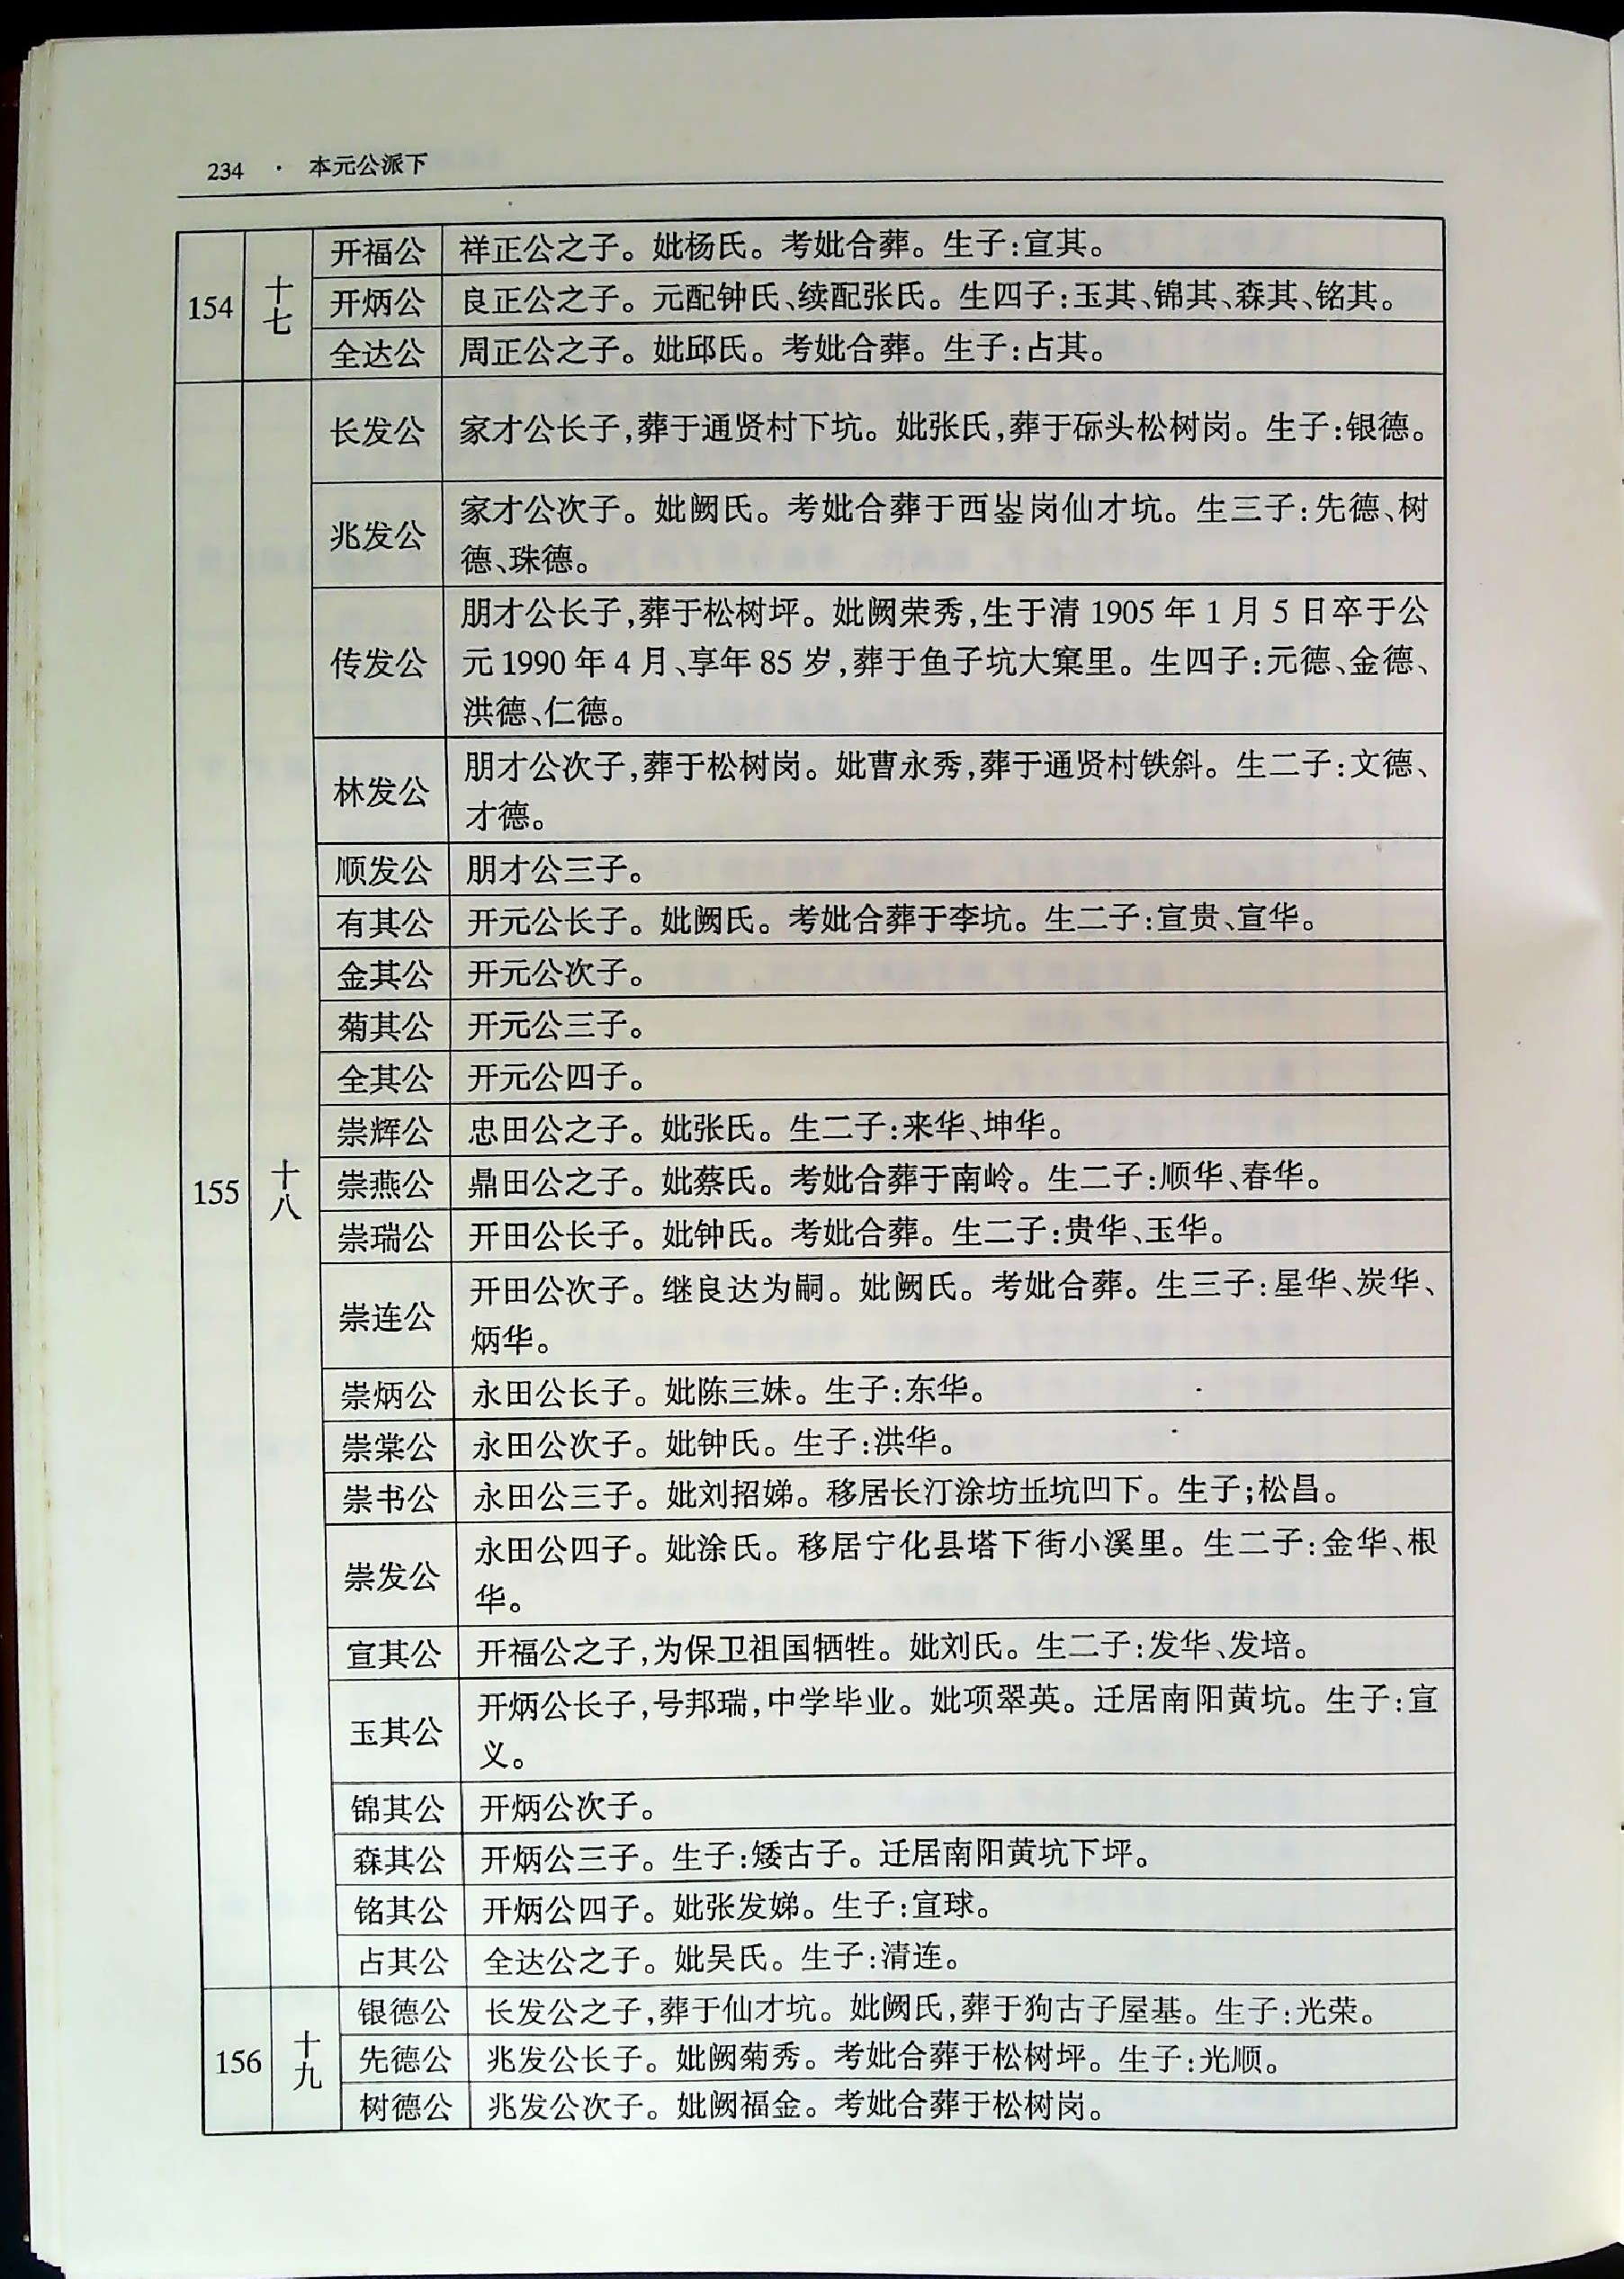 234 · 本元公派下
154
十七
开福公 祥正公之子。妣杨氏。考妣合葬。生子:宣其。
开炳公 良正公之子。元配钟氏、续配张氏。生四子:玉其、锦其、森其、铭其。
全达公 周正公之子。妣邱氏。考妣合葬。生子:占其。
155
十八
长发公 家才公长子,葬于通贤村下坑。妣张氏,葬于砾头松树岗。生子:银德。
兆发公 家才公次子。妣阙氏。考妣合葬于西岽岗仙才坑。生三子:先德、树
德、珠德。
传发公 朋才公长子,葬于松树坪。妣阙荣秀,生于清 1905 年 1 月 5 日卒于公
元 1990 年 4 月、享年 85 岁,葬于鱼子坑大窠里。生四子:元德、金德、
洪德、仁德。
林发公 朋才公次子,葬于松树岗。妣曹永秀,葬于通贤村铁斜。生二子:文德、
才德。
顺发公 朋才公三子。
有其公 开元公长子。妣阙氏。考妣合葬于李坑。生二子:宣贵、宣华。
金其公 开元公次子。
菊其公 开元公三子。
全其公 开元公四子。
崇辉公 忠田公之子。妣张氏。生二子:来华、坤华。
崇燕公 鼎田公之子。妣蔡氏。考妣合葬于南岭。生二子:顺华、春华。
崇瑞公 开田公长子。妣钟氏。考妣合葬。生二子:贵华、玉华。
崇连公 开田公次子。继良达为嗣。妣阙氏。考妣合葬。生三子:星华、炭华、
炳华。
崇炳公 永田公长子。妣陈三妹。生子:东华。
崇棠公 永田公次子。妣钟氏。生子:洪华。
崇书公 永田公三子。妣刘招娣。移居长汀涂坊坵坑凹下。生子;松昌。
崇发公 永田公四子。妣涂氏。移居宁化县塔下街小溪里。生二子:金华、根
华。
宣其公 开福公之子,为保卫祖国牺牲。妣刘氏。生二子:发华、发培。
玉其公 开炳公长子,号邦瑞,中学毕业。妣项翠英。迁居南阳黄坑。生子:宣
义。
锦其公 开炳公次子。
森其公 开炳公三子。生子:矮古子。迁居南阳黄坑下坪。
铭其公 开炳公四子。妣张发娣。生子:宣球。
占其公 全达公之子。妣吴氏。生子:清连。
156
十九
银德公 长发公之子,葬于仙才坑。妣阙氏,葬于狗古子屋基。生子:光荣。
先德公 兆发公长子。妣阙菊秀。考妣合葬于松树坪。生子:光顺。
树德公 兆发公次子。妣阙福金。考妣合葬于松树岗。